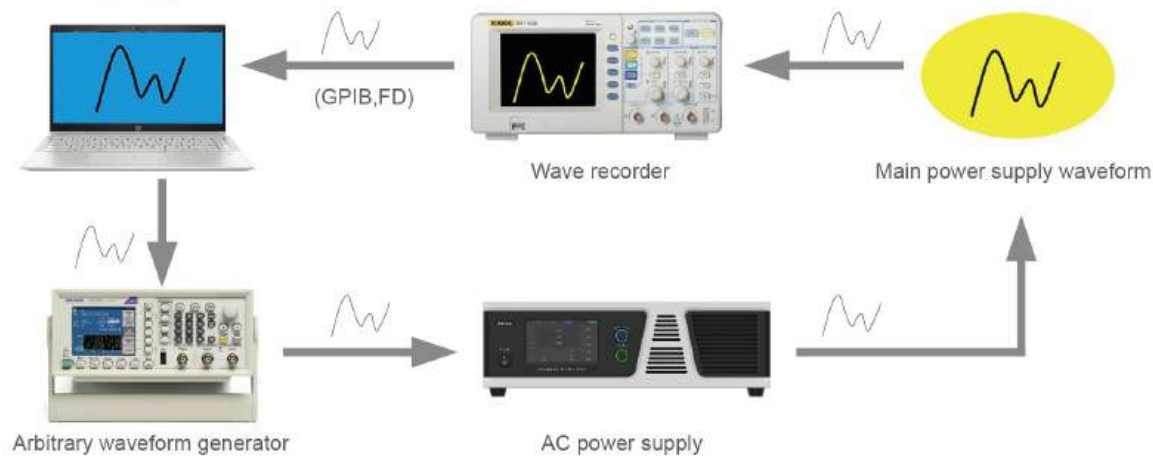 (GPIB,FD)
Wave recorder
Main power supply waveform
Arbitrary waveform generator
AC power supply